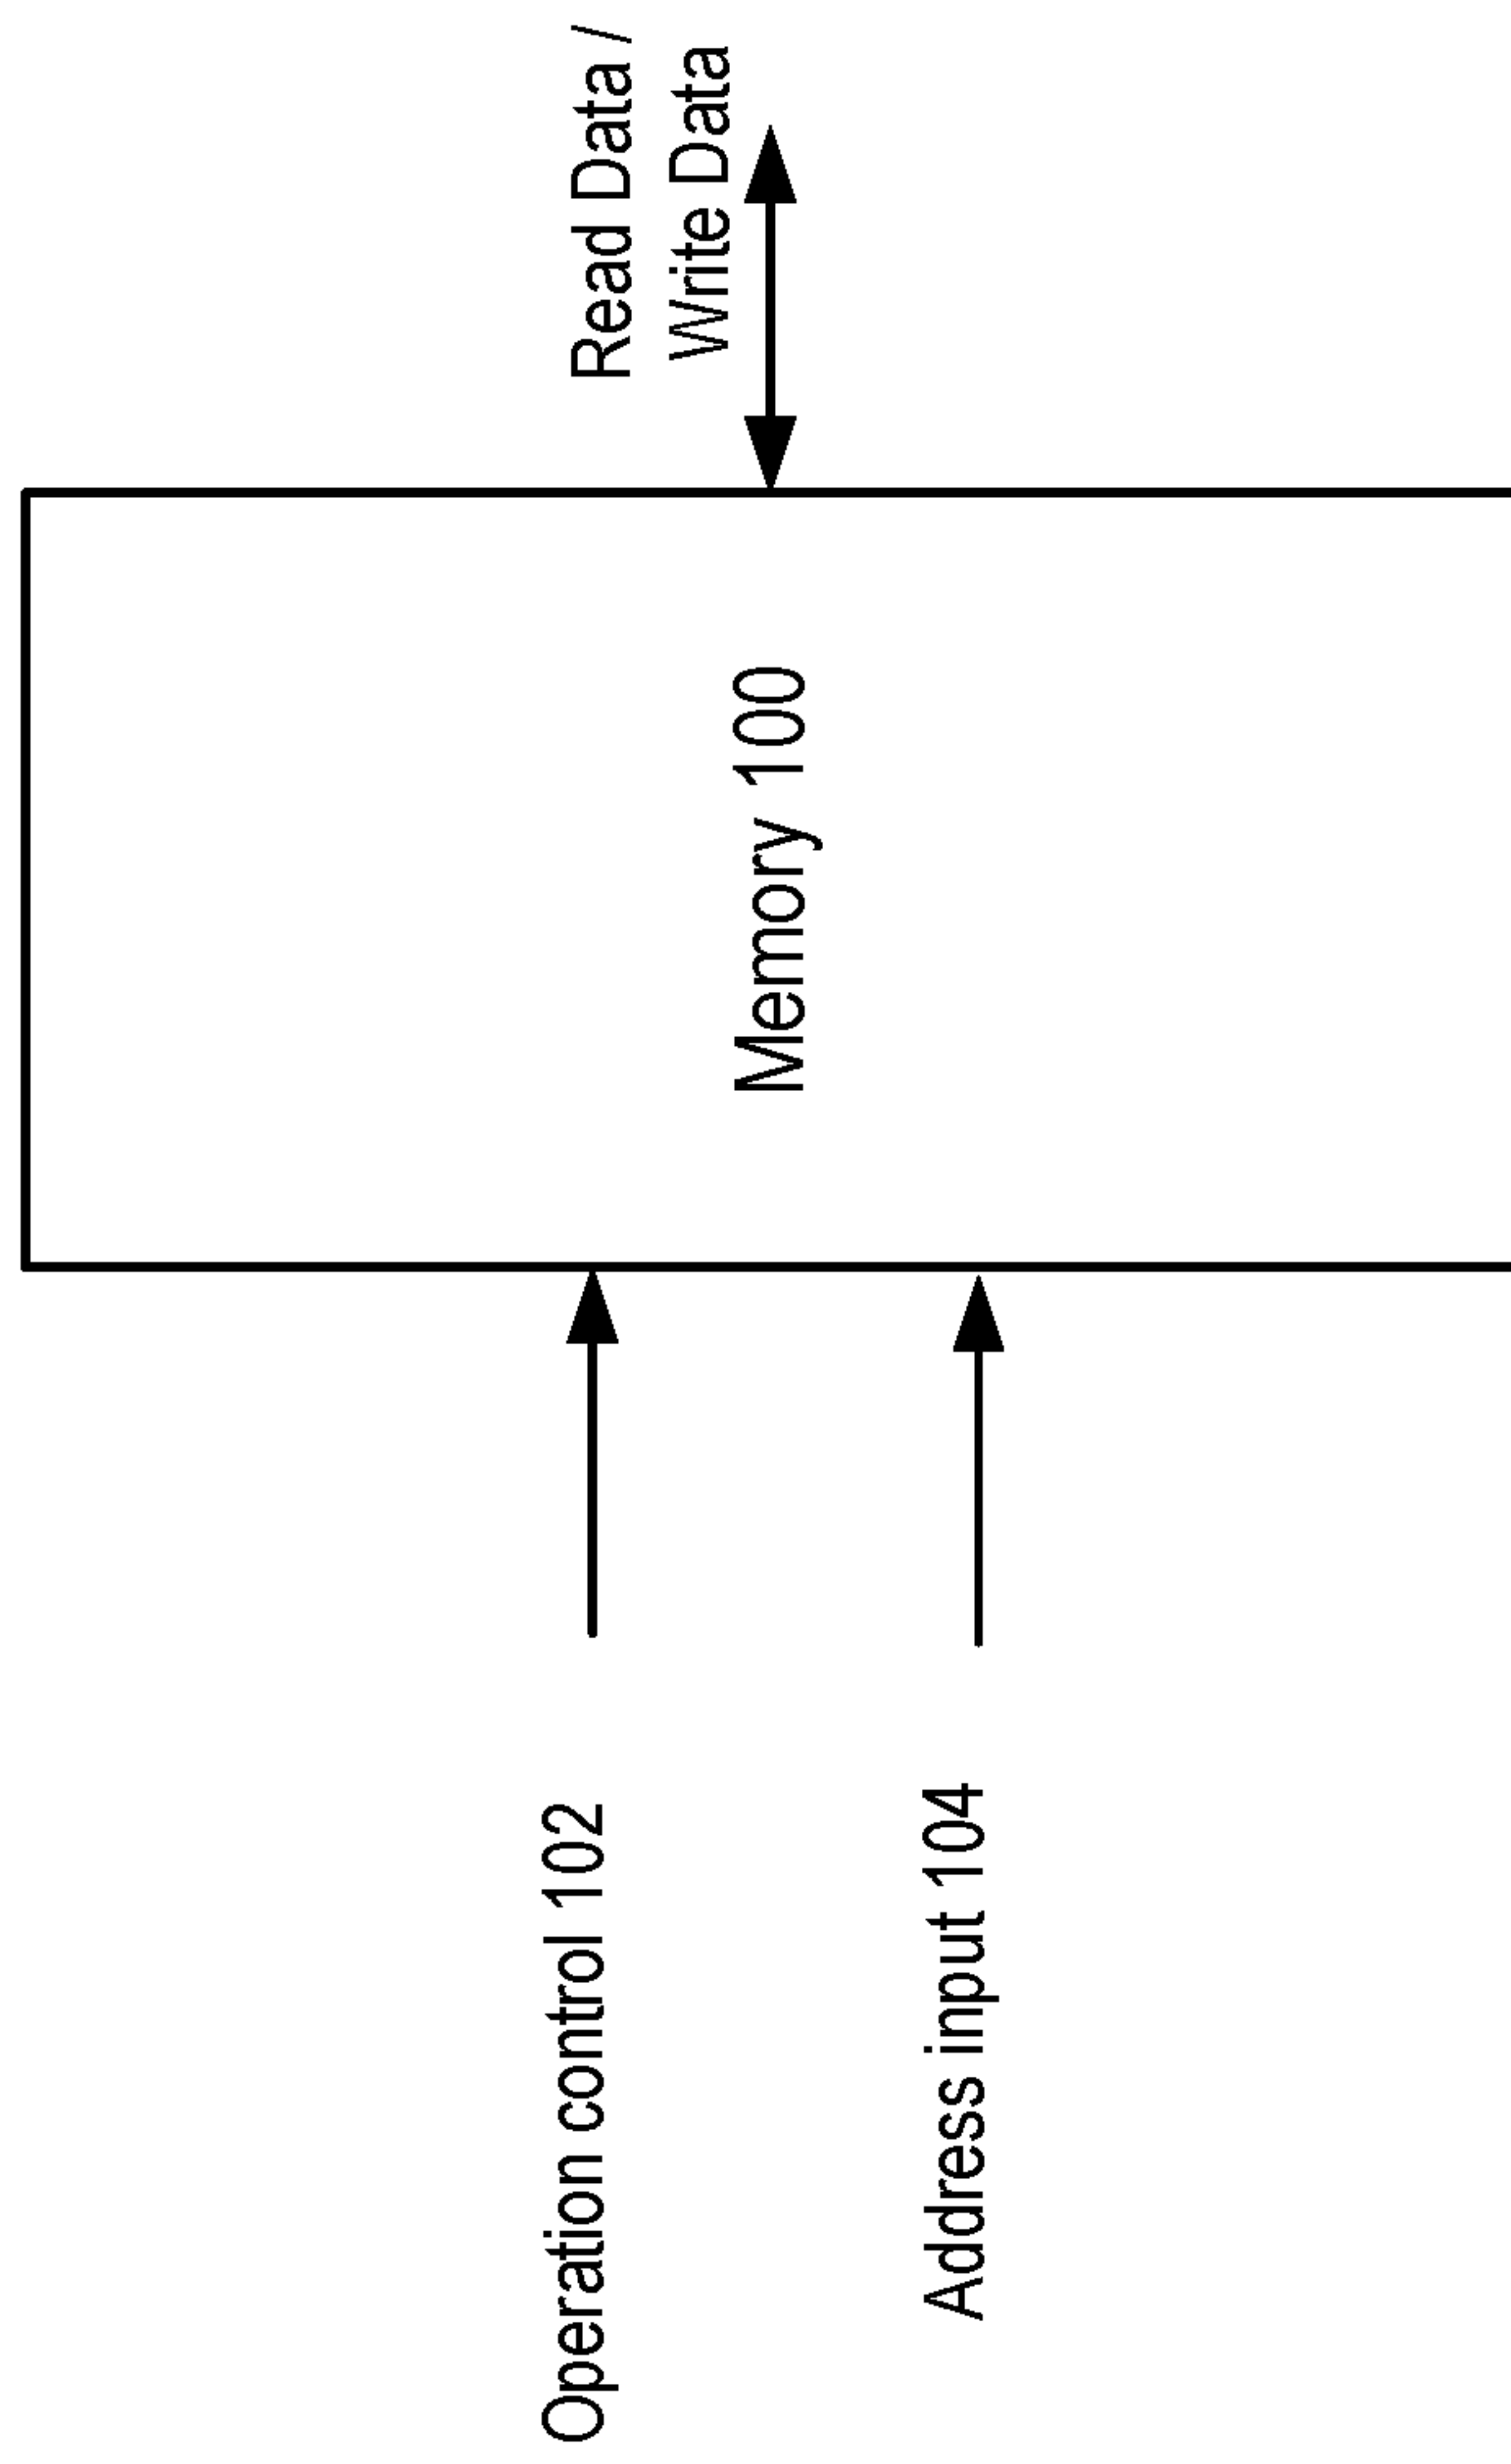 Operation control 102
Address input 104
Memory 100
Read Data /
Write Data